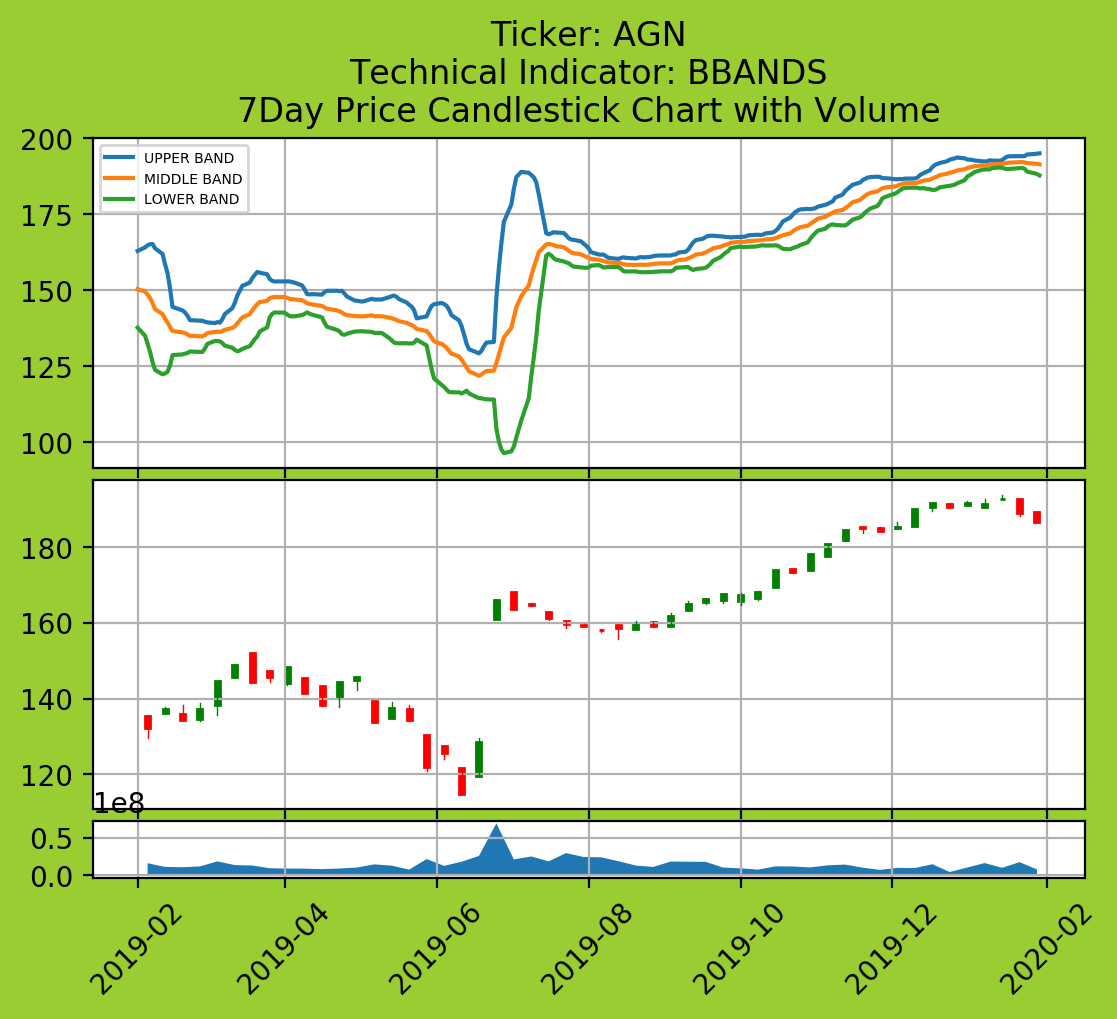 Ticker: AGN
Technical Indicator: BBANDS
7Day Price Candlestick Chart with Volume
200
175
150
125
100
UPPER BAND
MIDDLE BAND
LOWER BAND
180
160
140
120
1e8
0.5
0.0
2019-02
2019-04
2019-06
2019-08
2019-10
2019-12
2020-02